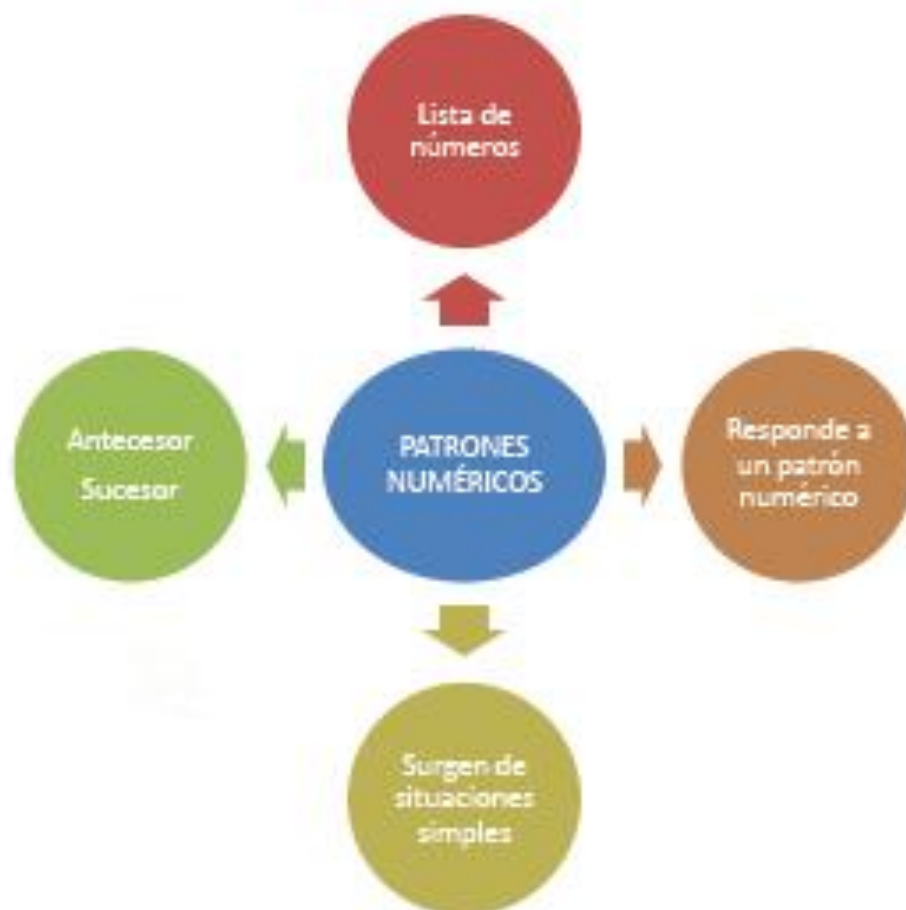 Lista de
números
Antecesor
Sucesor
PATRONES
NUMÉRICOS
Responde a
un patrón
numérico
Surgen de
situaciones
simples